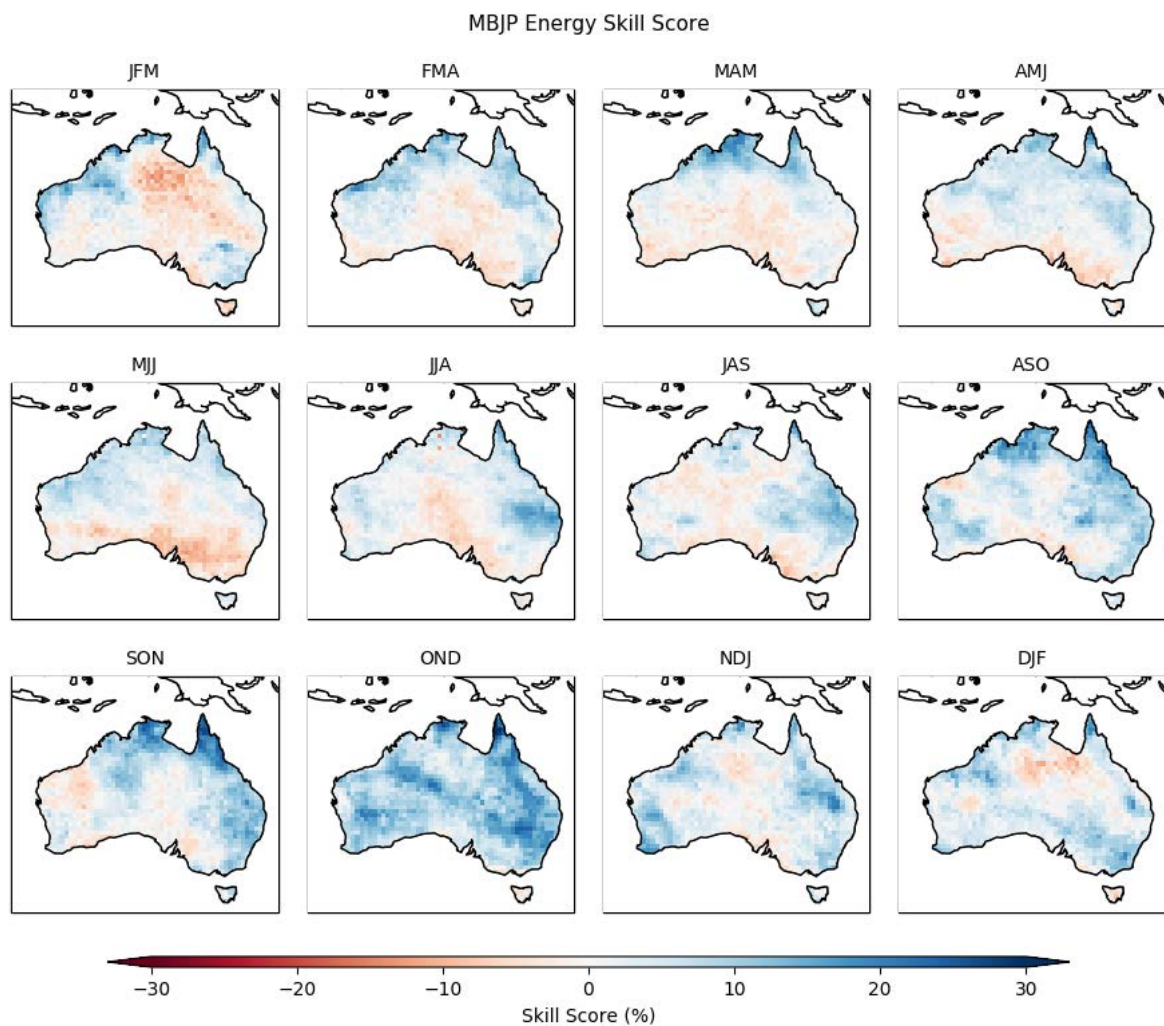 MBJP Energy Skill Score
JFM FMA MAM AMJ
MJJ JJA JAS ASO
SON OND NDJ DJF
−30 −20 −10 0 10 20 30
Skill Score (%)